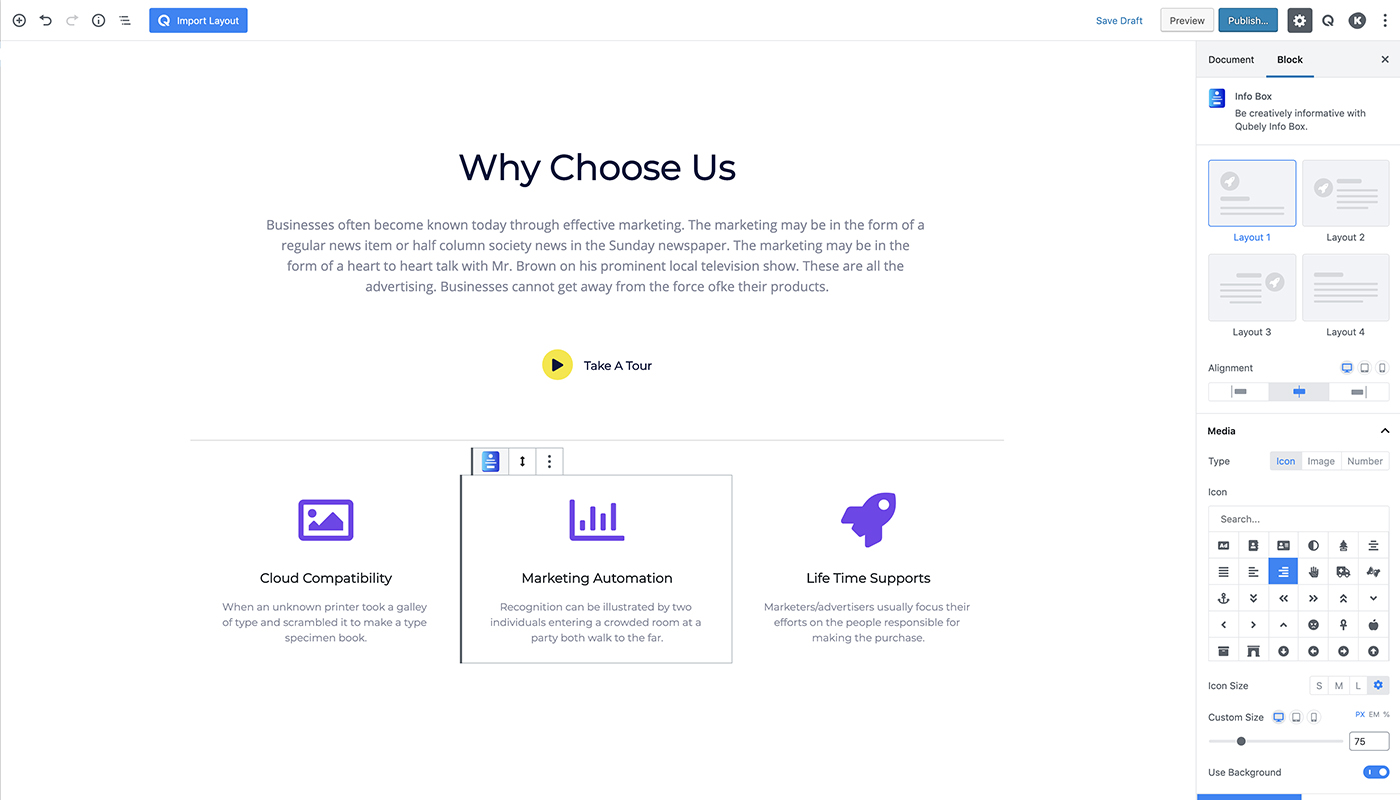 Import Layout
Save Draft
Preview
Publish...
K
Document
Block
Info Box
Be creatively informative with
Qubely Info Box.
Layout 1
Layout 2
Layout 3
Layout 4
Alignment
Media
Type
Icon
Image
Number
Icon
Search...
Ad
Icon Size
S
M
L
Custom Size
PX
EM
%
75
Use Background
Why Choose Us
Businesses often become known today through effective marketing. The marketing may be in the form of a
regular news item or half column society news in the Sunday newspaper. The marketing may be in the
form of a heart to heart talk with Mr. Brown on his prominent local television show. These are all the
advertising. Businesses cannot get away from the force ofke their products.
Take A Tour
Cloud Compatibility
When an unknown printer took a galley
of type and scrambled it to make a type
specimen book.
Marketing Automation
Recognition can be illustrated by two
individuals entering a crowded room at a
party both walk to the far.
Life Time Supports
Marketers/advertisers usually focus their
efforts on the people responsible for
making the purchase.